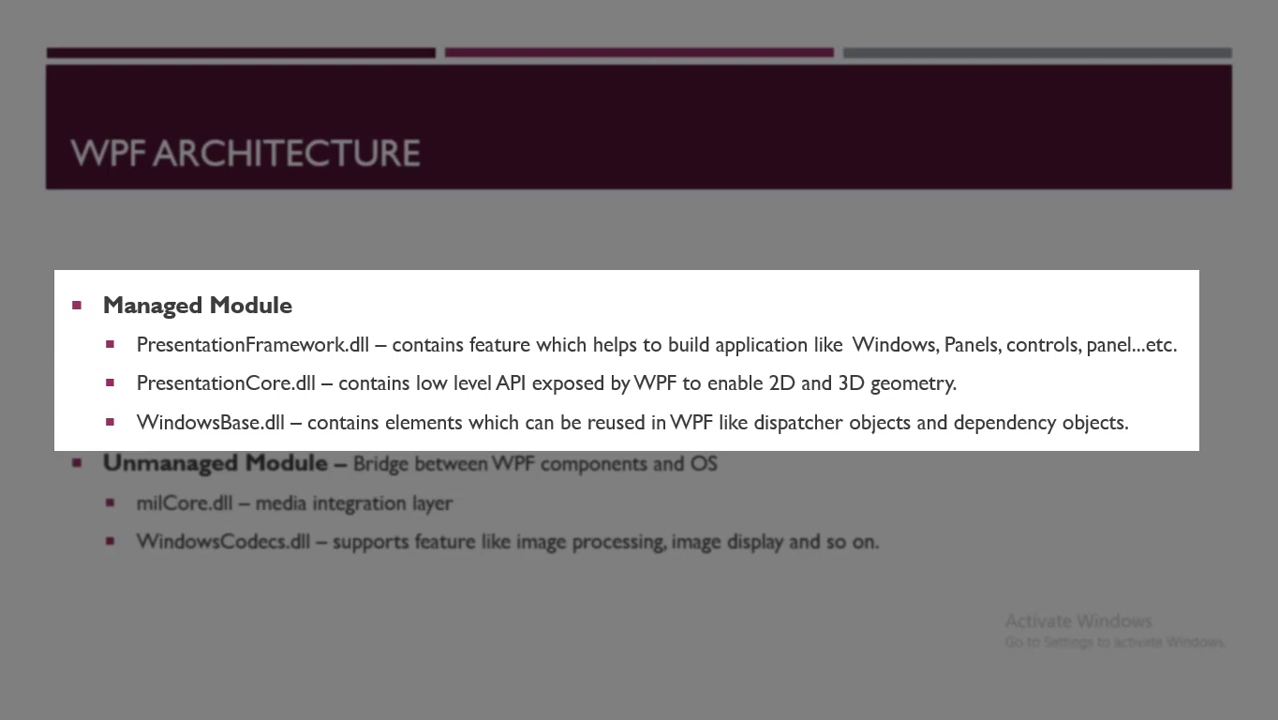 WPF ARCHITECTURE
Managed Module
PresentationFramework.dll – contains feature which helps to build application like Windows, Panels, controls, panel...etc.
PresentationCore.dll – contains low level API exposed by WPF to enable 2D and 3D geometry.
WindowsBase.dll – contains elements which can be reused in WPF like dispatcher objects and dependency objects.
Unmanaged Module – Bridge between WPF components and OS
milCore.dll – media integration layer
WindowsCodecs.dll – supports feature like image processing, image display and so on.
Activate Windows
Go to Settings to activate Windows.